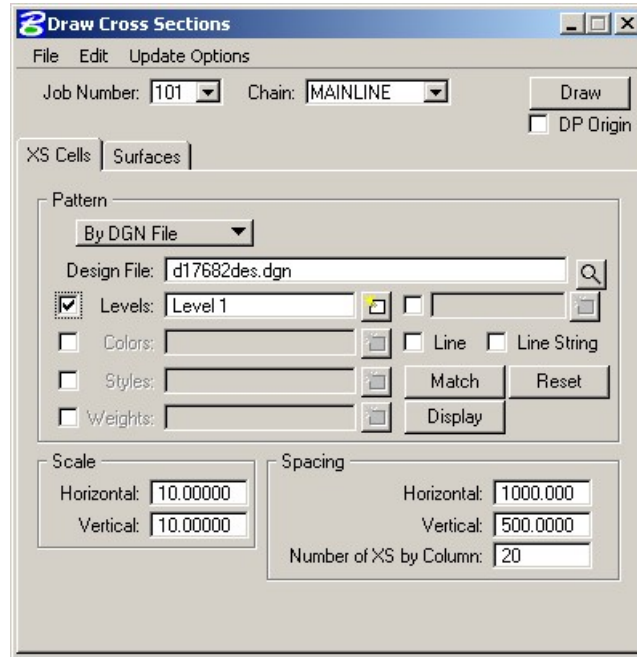 Draw Cross Sections
File Edit Update Options
Job Number: 101 Chain: MAINLINE Draw
DP Origin
XS Cells Surfaces
Pattern
By DGN File
Design File: d17682des.dgn
Levels: Level 1
Colors: Line Line String
Styles: Match Reset
Weights: Display
Scale Spacing
Horizontal: 10.00000 Horizontal: 1000.000
Vertical: 10.00000 Vertical: 500.0000
Number of XS by Column: 20